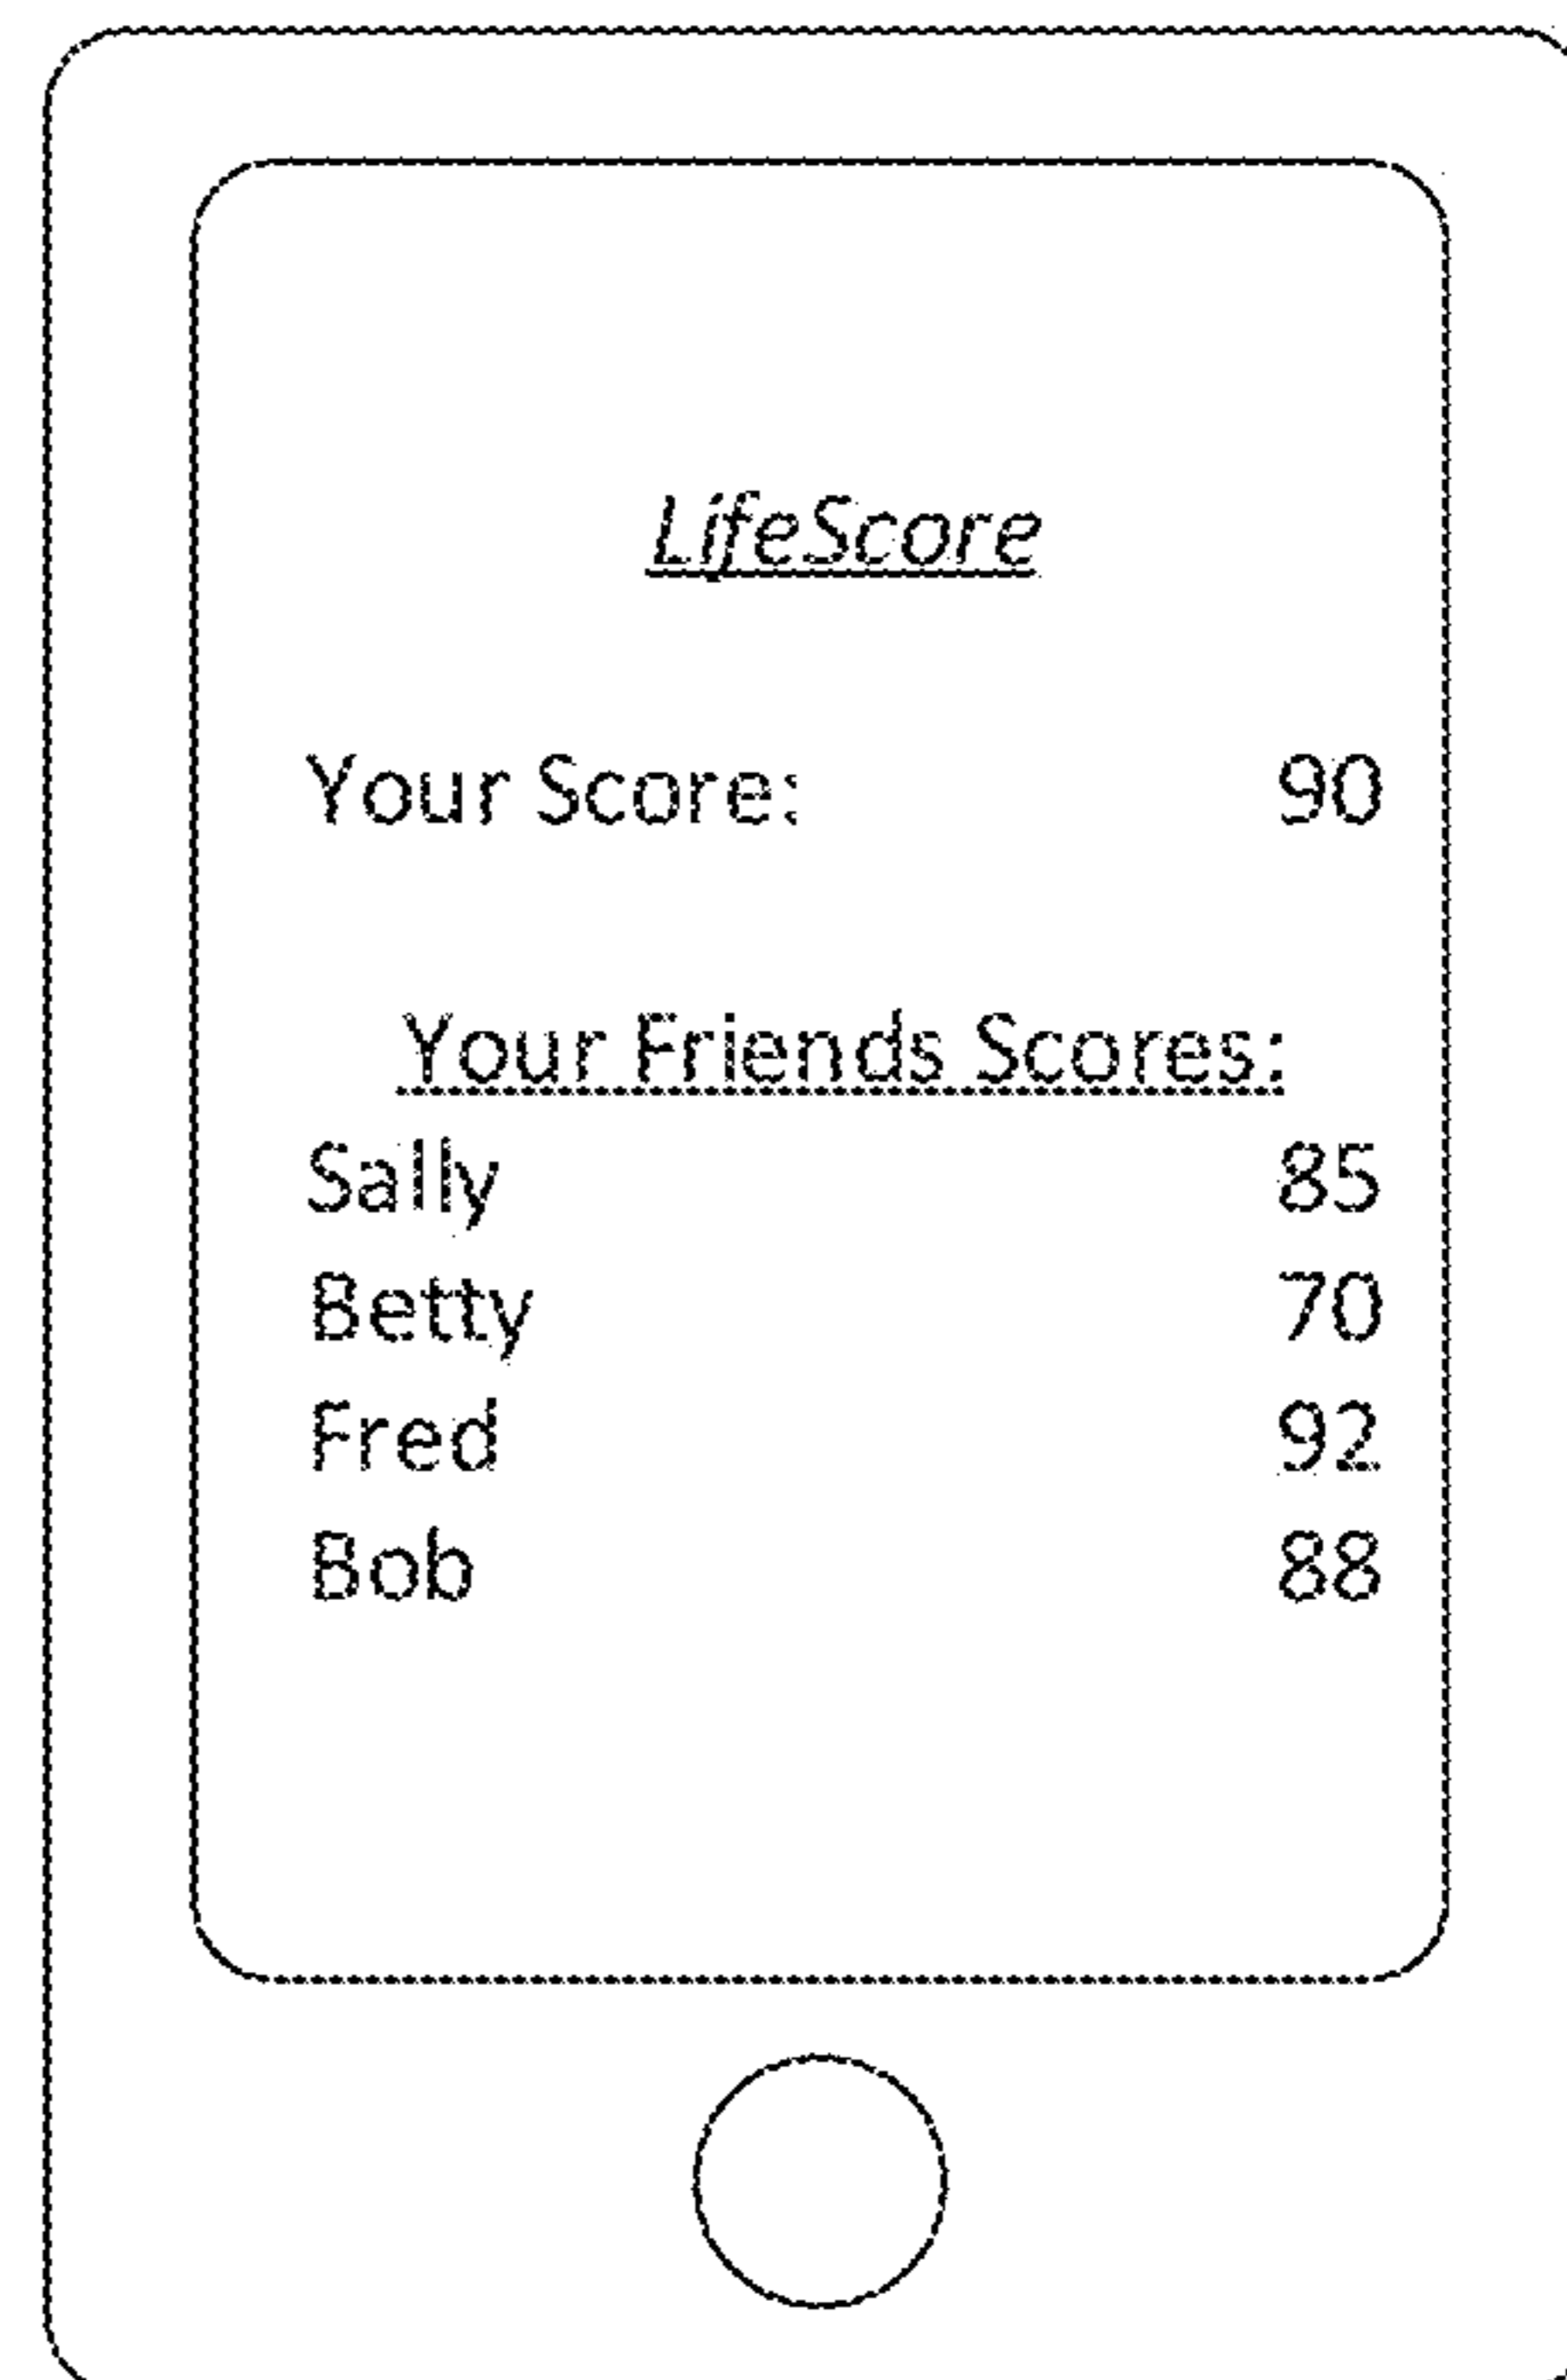 LifeScore
Your Score: 90
Your Friends Scores:
Sally 85
Betty 70
Fred 92
Bob 88